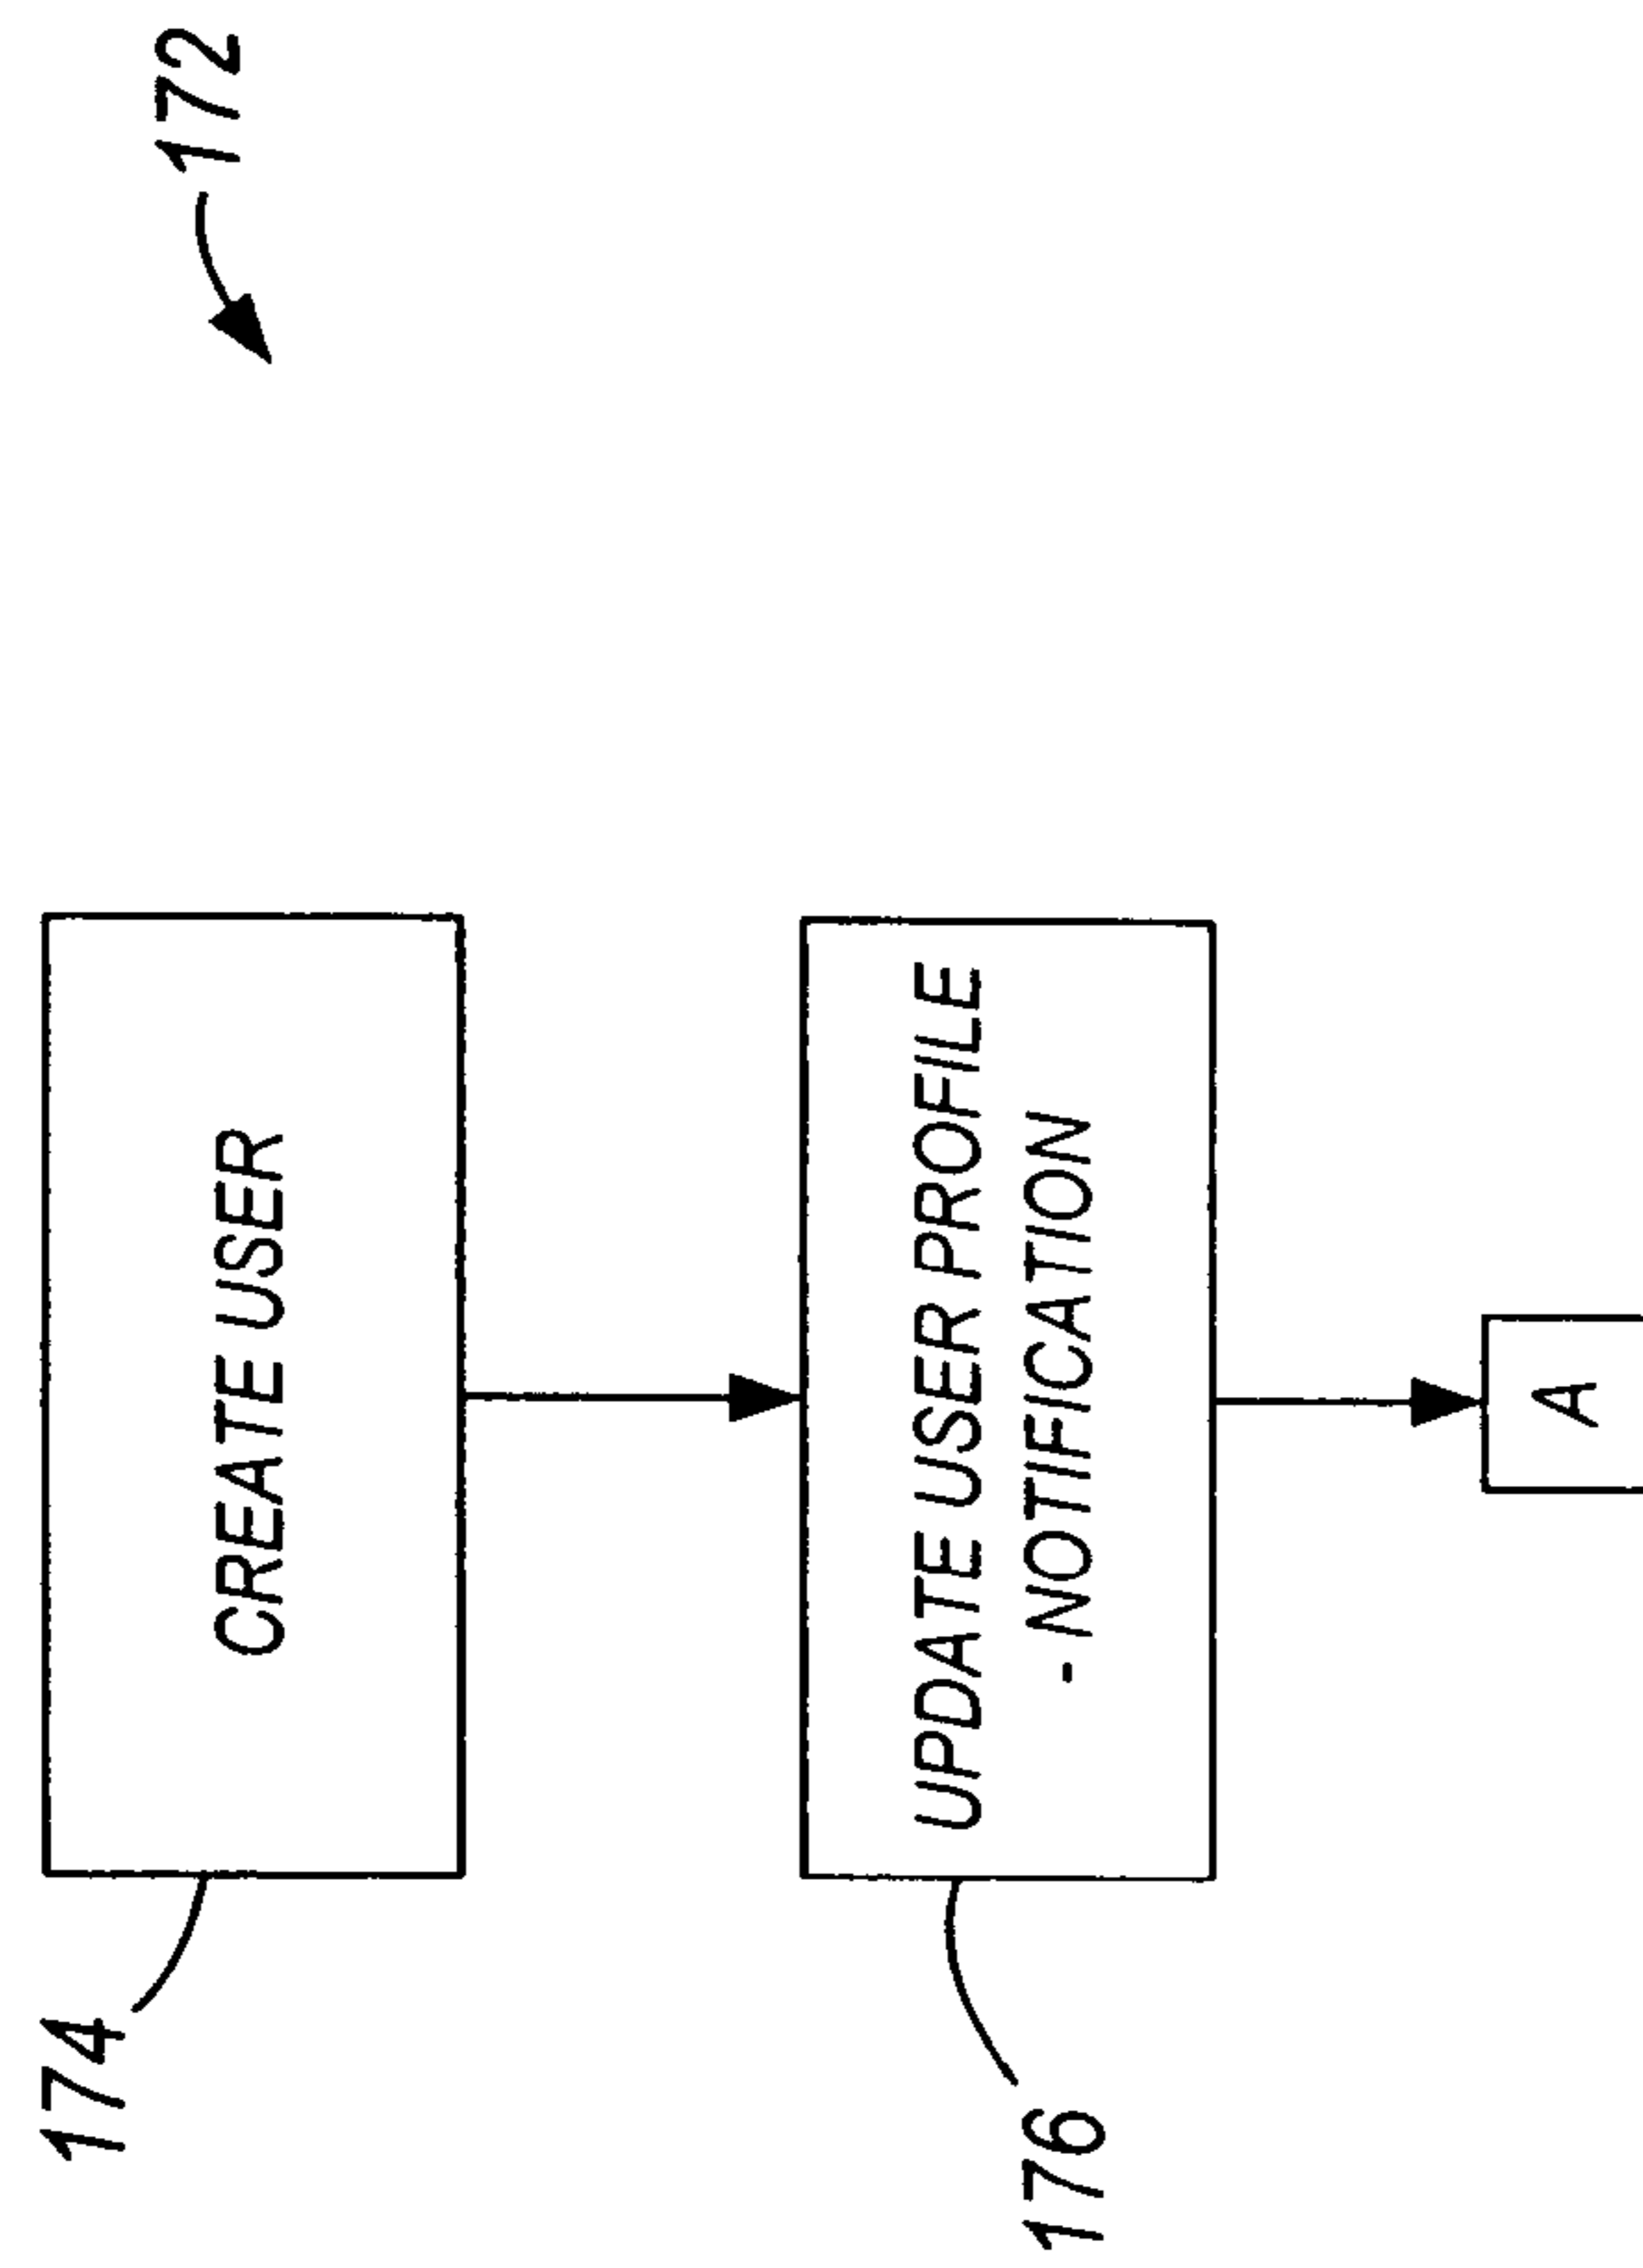 172
174
CREATE USER
176
UPDATE USER PROFILE
- NOTIFICATION
A